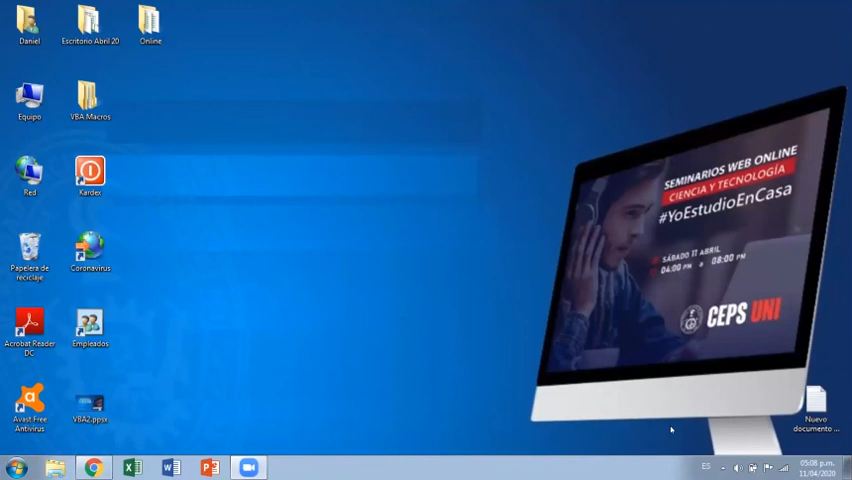 Daniel
Escritorio Abril 20
Online
Equipo
VBA Macros
Red
Kardex
Papelera de
reciclaje
Coronavirus
Acrobat Reader
DC
Empleados
Avast Free
Antivirus
VBA2.ppsx
SEMINARIOS WEB ONLINE
CIENCIA Y TECNOLOGÍA
#YoEstudioEnCasa
SÁBADO 11 ABRIL
04:00 PM a 08:00 PM
CEPS UNI
Nuevo
documento ...
ES
05:08 p.m.
11/04/2020